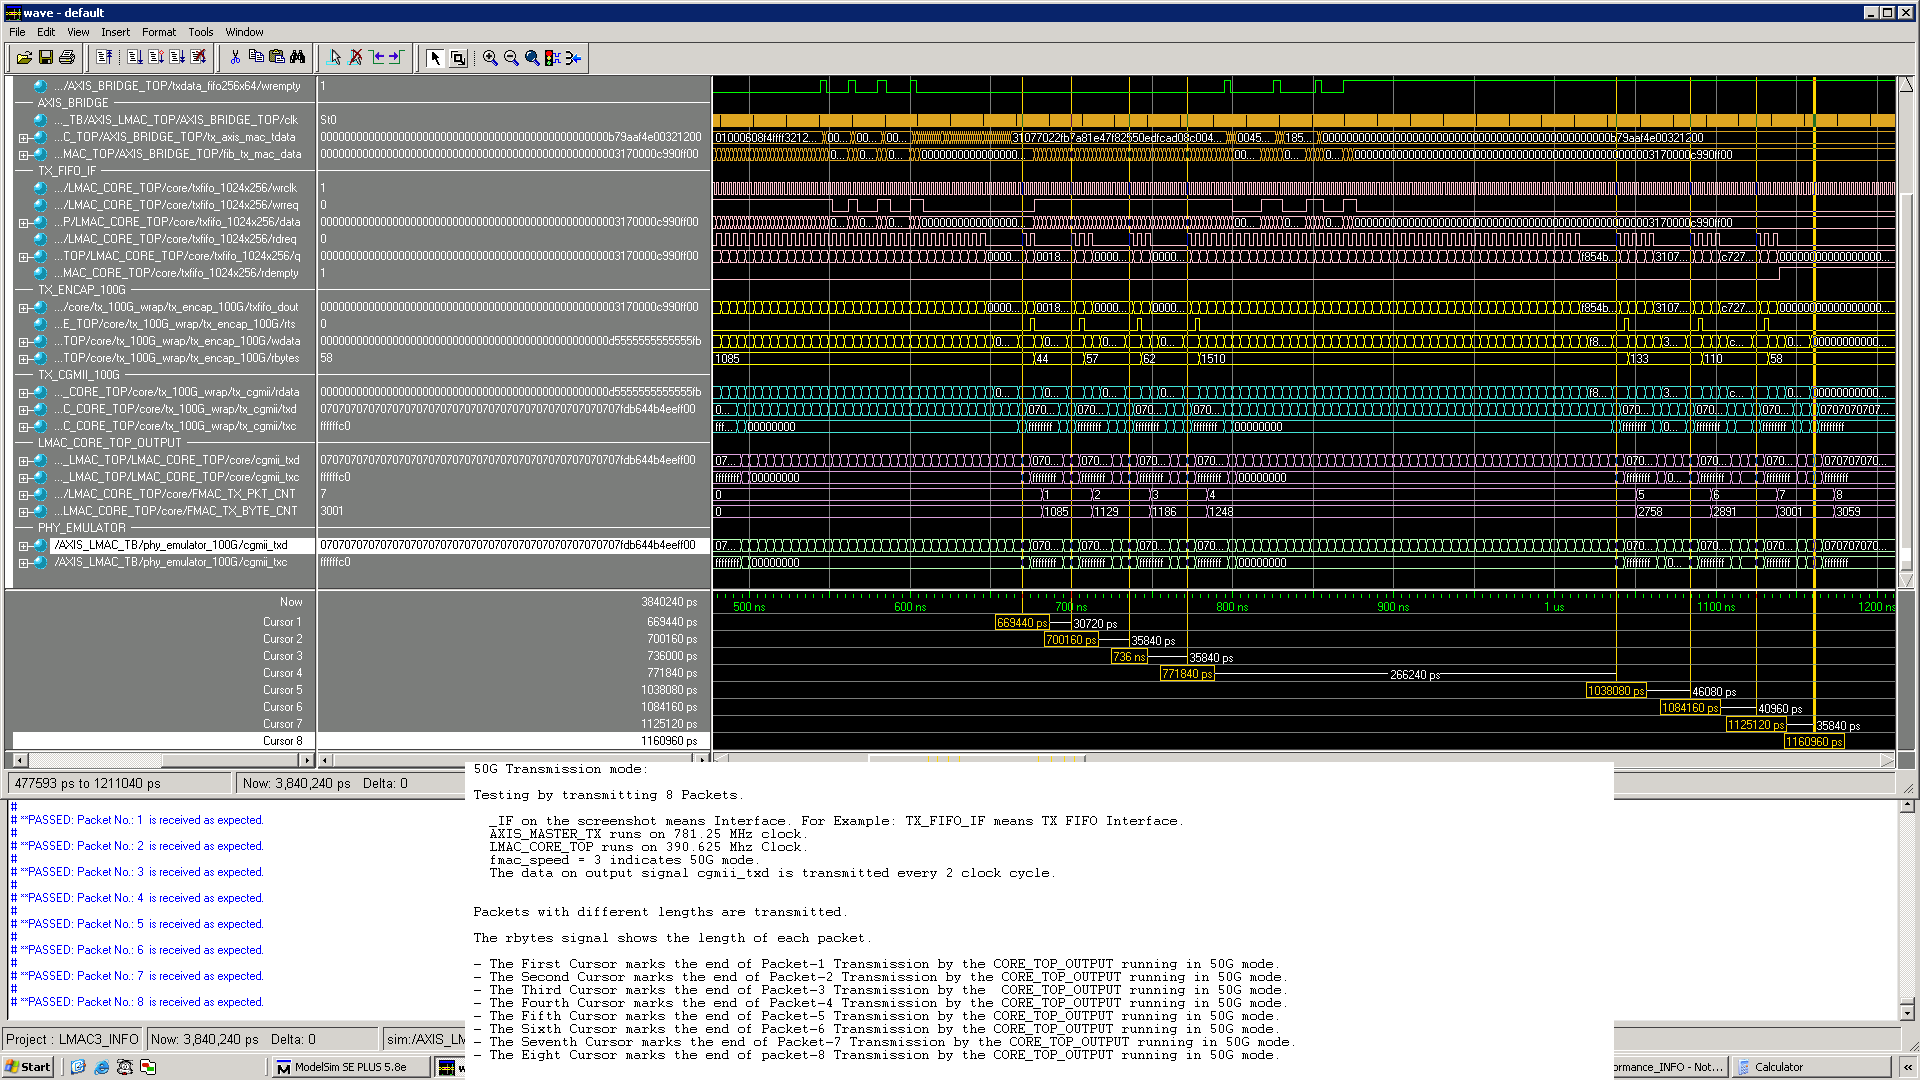 wave - default
File Edit View Insert Format Tools Window
.../AXIS_BRIDGE_TOP/txdata_fifo256x64/wrempty 1
AXIS_BRIDGE
..._TB/AXIS_LMAC_TOP/AXIS_BRIDGE_TOP/clk St0
...C_TOP/AXIS_BRIDGE_TOP/tx_axis_mac_tdata
...MAC_TOP/AXIS_BRIDGE_TOP/fib_tx_mac_data
TX_FIFO_IF
.../LMAC_CORE_TOP/core/txfifo_1024x256/wrclk 1
.../LMAC_CORE_TOP/core/txfifo_1024x256/wrreq 0
...P/LMAC_CORE_TOP/core/txfifo_1024x256/data
.../LMAC_CORE_TOP/core/txfifo_1024x256/rdreq 0
...TOP/LMAC_CORE_TOP/core/txfifo_1024x256/q
...MAC_CORE_TOP/core/txfifo_1024x256/rdempty 1
TX_ENCAP_100G
.../core/tx_100G_wrap/tx_encap_100G/txfifo_dout
...E_TOP/core/tx_100G_wrap/tx_encap_100G/rts 0
...TOP/core/tx_100G_wrap/tx_encap_100G/wdata
...TOP/core/tx_100G_wrap/tx_encap_100G/rbytes 58 1085 44 57 62 1510 133 110 58
TX_CGMII_100G
..._CORE_TOP/core/tx_100G_wrap/tx_cgmii/rdata
...C_CORE_TOP/core/tx_100G_wrap/tx_cgmii/txd
...C_CORE_TOP/core/tx_100G_wrap/tx_cgmii/txc ffffffc0
LMAC_CORE_TOP_OUTPUT
..._LMAC_TOP/LMAC_CORE_TOP/core/cgmii_txd
..._LMAC_TOP/LMAC_CORE_TOP/core/cgmii_txc ffffffc0
.../LMAC_CORE_TOP/core/FMAC_TX_PKT_CNT 7 0 1 2 3 4 5 6 7 8
...LMAC_CORE_TOP/core/FMAC_TX_BYTE_CNT 3001 0 1085 1129 1186 1248 2758 2891 3001 3059
PHY_EMULATOR
/AXIS_LMAC_TB/phy_emulator_100G/cgmii_txd
/AXIS_LMAC_TB/phy_emulator_100G/cgmii_txc ffffffc0
Now 3840240 ps 500 ns 600 ns 700 ns 800 ns 900 ns 1 us 1100 ns 1200 ns
Cursor 1 669440 ps 669440 ps 30720 ps
Cursor 2 700160 ps 700160 ps 35840 ps
Cursor 3 736000 ps 736 ns 35840 ps
Cursor 4 771840 ps 771840 ps 266240 ps
Cursor 5 1038080 ps 1038080 ps 46080 ps
Cursor 6 1084160 ps 1084160 ps 40960 ps
Cursor 7 1125120 ps 1125120 ps 35840 ps
Cursor 8 1160960 ps 1160960 ps
477593 ps to 1211040 ps Now: 3,840,240 ps Delta: 0
#
# **PASSED: Packet No.: 1 is received as expected.
#
# **PASSED: Packet No.: 2 is received as expected.
#
# **PASSED: Packet No.: 3 is received as expected.
#
# **PASSED: Packet No.: 4 is received as expected.
#
# **PASSED: Packet No.: 5 is received as expected.
#
# **PASSED: Packet No.: 6 is received as expected.
#
# **PASSED: Packet No.: 7 is received as expected.
#
# **PASSED: Packet No.: 8 is received as expected.
50G Transmission mode:
Testing by transmitting 8 Packets.
_IF on the screenshot means Interface. For Example: TX_FIFO_IF means TX FIFO Interface.
AXIS_MASTER_TX runs on 781.25 MHz clock.
LMAC_CORE_TOP runs on 390.625 Mhz Clock.
fmac_speed = 3 indicates 50G mode.
The data on output signal cgmii_txd is transmitted every 2 clock cycle.
Packets with different lengths are transmitted.
The rbytes signal shows the length of each packet.
- The First Cursor marks the end of Packet-1 Transmission by the CORE_TOP_OUTPUT running in 50G mode.
- The Second Cursor marks the end of Packet-2 Transmission by the CORE_TOP_OUTPUT running in 50G mode.
- The Third Cursor marks the end of Packet-3 Transmission by the  CORE_TOP_OUTPUT running in 50G mode.
- The Fourth Cursor marks the end of Packet-4 Transmission by the CORE_TOP_OUTPUT running in 50G mode.
- The Fifth Cursor marks the end of Packet-5 Transmission by the CORE_TOP_OUTPUT running in 50G mode.
- The Sixth Cursor marks the end of Packet-6 Transmission by the CORE_TOP_OUTPUT running in 50G mode.
- The Seventh Cursor marks the end of Packet-7 Transmission by the CORE_TOP_OUTPUT running in 50G mode.
- The Eight Cursor marks the end of packet-8 Transmission by the CORE_TOP_OUTPUT running in 50G mode.
Project : LMAC3_INFO Now: 3,840,240 ps Delta: 0 sim:/AXIS_LM
Start ModelSim SE PLUS 5.8e w ormance_INFO - Not... Calculator